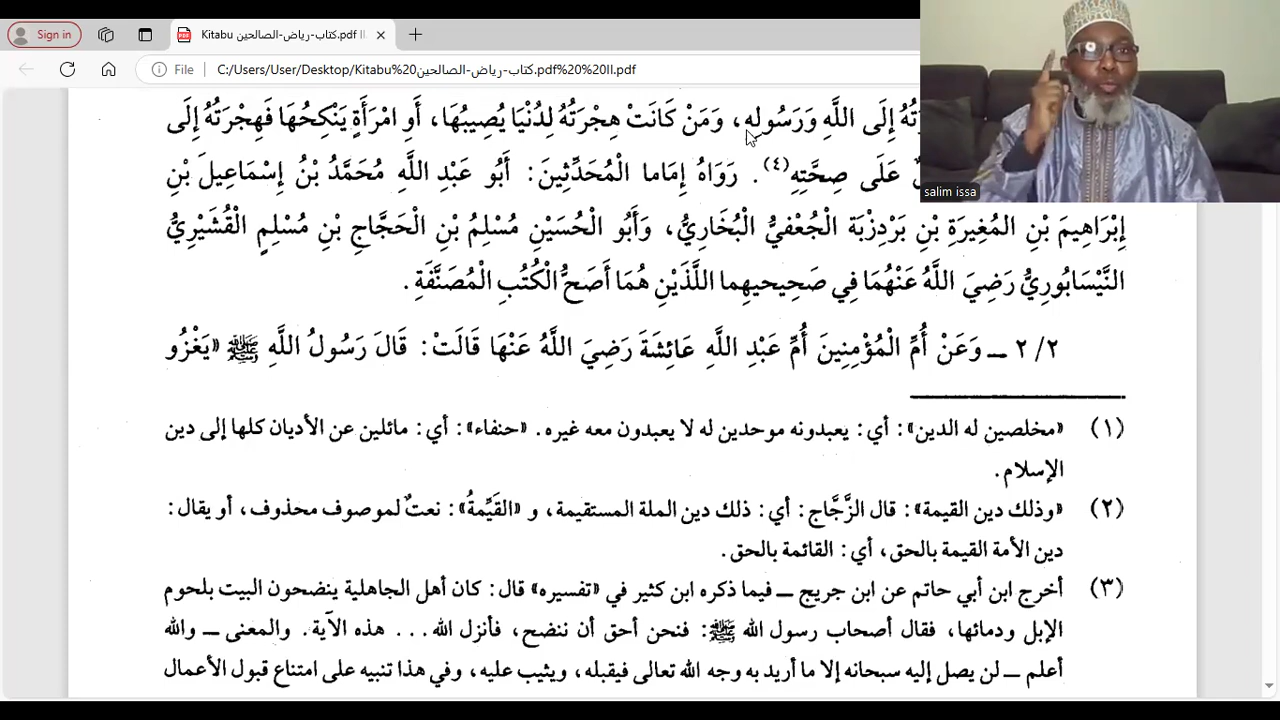 Sign in
Kitabu كتاب-رياض-الصالحين.pdf II.
File C:/Users/User/Desktop/Kitabu%20كتاب-رياض-الصالحين.pdf%20%20II.pdf
salim issa
إِلَى اللَّهِ وَرَسُولِهِ، وَمَنْ كَانَتْ هِجْرَتُهُ لِدُنْيَا يُصِيبُهَا، أَوِ امْرَأَةٍ يَنْكِحُهَا فَهِجْرَتُهُ إِلَى
عَلَى صِحَّتِهِ(٤). رَوَاهُ إِمَاما الْمُحَدِّثِينَ: أَبُو عَبْدِ اللَّهِ مُحَمَّدُ بْنُ إِسْمَاعِيلَ بْنِ
إِبْرَاهِيمَ بْنِ المُغِيرَةِ بْنِ بَرْدِزْبَة الْجُعْفيُّ الْبُخَارِيُّ، وَأَبُو الْحُسَيْنِ مُسْلِمُ بْنِ الْحَجَّاجِ بْنِ مُسْلِمٍ الْقُشَيْرِيُّ
النَّيْسَابُورِيُّ رَضِيَ اللَّهُ عَنْهُمَا فِي صَحِيحيهِما اللَّذَيْنِ هُمَا أَصَحُّ الْكُتُبِ الْمُصَنَّفَةِ.
٢/٢ ــ وَعَنْ أُمِّ الْمُؤْمِنِينَ أُمِّ عَبْدِ اللَّهِ عَائِشَةَ رَضِيَ اللَّهُ عَنْهَا قَالَتْ: قَالَ رَسُولُ اللَّهِ ﷺ «يَغْزُو
(١) «مخلصين له الدين»: أي: يعبدونه موحدين له لا يعبدون معه غيره. «حنفاء»: أي: مائلين عن الأديان كلها إلى دين
الإسلام.
(٢) «وذلك دين القيمة»: قال الزَّجَّاج: أي: ذلك دين الملة المستقيمة، و «القَيِّمةُ»: نعتٌ لموصوف محذوف، أو يقال:
دين الأمة القيمة بالحق، أي: القائمة بالحق.
(٣) أخرج ابن أبي حاتم عن ابن جريج ــ فيما ذكره ابن كثير في «تفسيره» قال: كان أهل الجاهلية ينضحون البيت بلحوم
الإبل ودمائها، فقال أصحاب رسول الله ﷺ: فنحن أحق أن ننضح، فأنزل الله... هذه الآية. والمعنى ــ والله
أعلم ــ لن يصل إليه سبحانه إلا ما أريد به وجه الله تعالى فيقبله، ويثيب عليه، وفي هذا تنبيه على امتناع قبول الأعمال